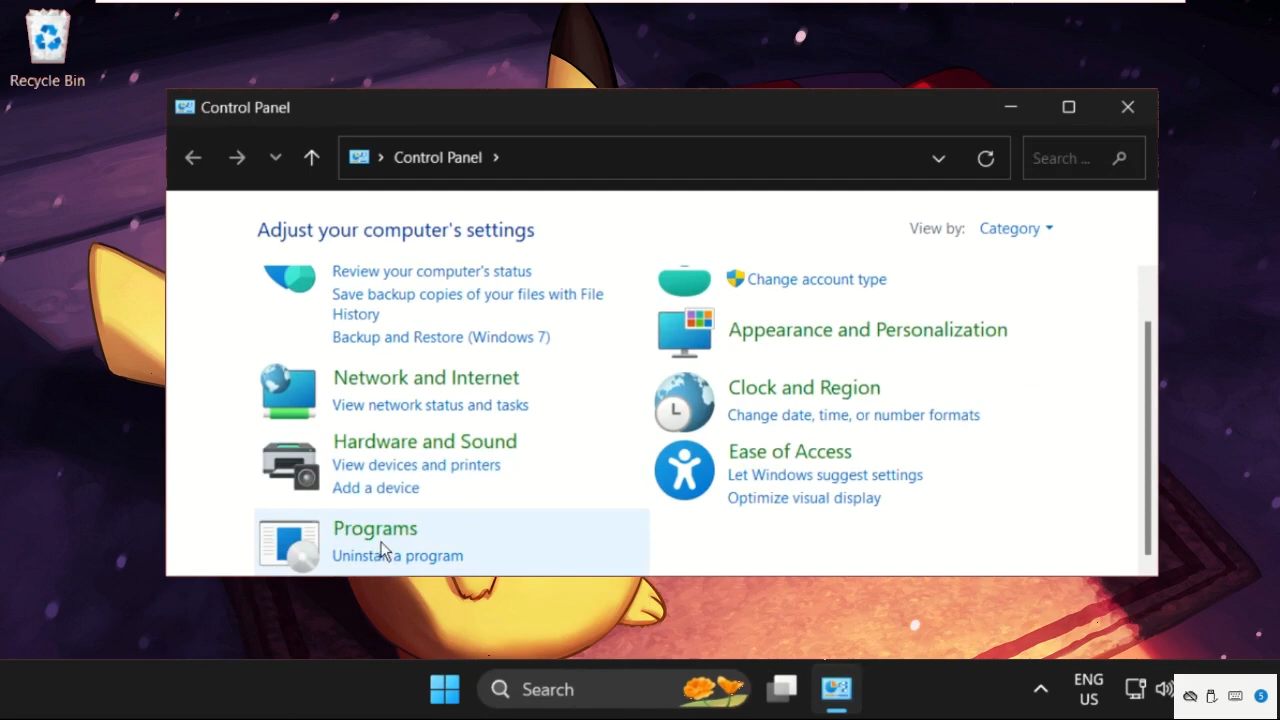 Recycle Bin
Control Panel
Control Panel
Search ...
Adjust your computer's settings
View by: Category
Review your computer's status
Save backup copies of your files with File
History
Backup and Restore (Windows 7)
Network and Internet
View network status and tasks
Hardware and Sound
View devices and printers
Add a device
Programs
Uninstall a program
Change account type
Appearance and Personalization
Clock and Region
Change date, time, or number formats
Ease of Access
Let Windows suggest settings
Optimize visual display
Search
ENG
US
5